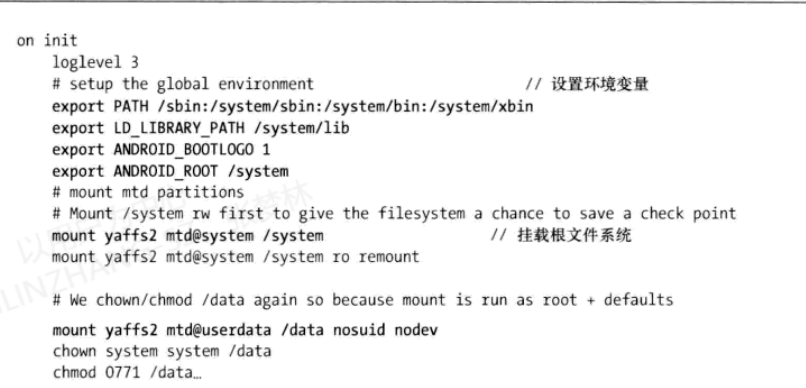 on init
loglevel 3
# setup the global environment // 设置环境变量
export PATH /sbin:/system/sbin:/system/bin:/system/xbin
export LD_LIBRARY_PATH /system/lib
export ANDROID_BOOTLOGO 1
export ANDROID_ROOT /system
# mount mtd partitions
# Mount /system rw first to give the filesystem a chance to save a check point
mount yaffs2 mtd@system /system // 挂载根文件系统
mount yaffs2 mtd@system /system ro remount
# We chown/chmod /data again so because mount is run as root + defaults
mount yaffs2 mtd@userdata /data nosuid nodev
chown system system /data
chmod 0771 /data…